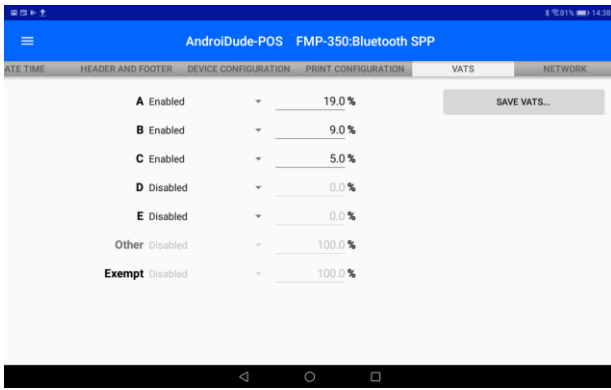 81% 14:38
AndroiDude-POS FMP-350:Bluetooth SPP
ATE TIME HEADER AND FOOTER DEVICE CONFIGURATION PRINT CONFIGURATION VATS NETWORK
A Enabled 19.0 % SAVE VATS...
B Enabled 9.0 %
C Enabled 5.0 %
D Disabled 0.0 %
E Disabled 0.0 %
Other Disabled 100.0 %
Exempt Disabled 100.0 %